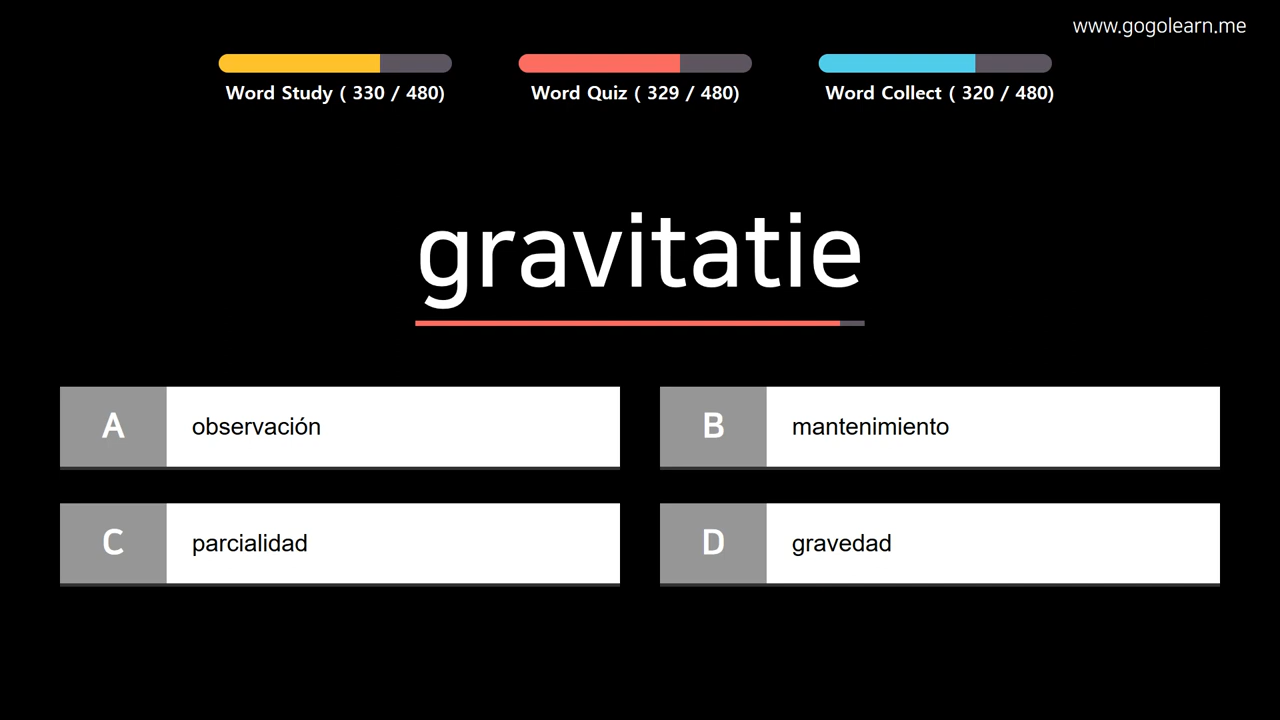 www.gogolearn.me
Word Study ( 330 / 480)
Word Quiz ( 329 / 480)
Word Collect ( 320 / 480)
gravitatie
A
observación
B
mantenimiento
C
parcialidad
D
gravedad